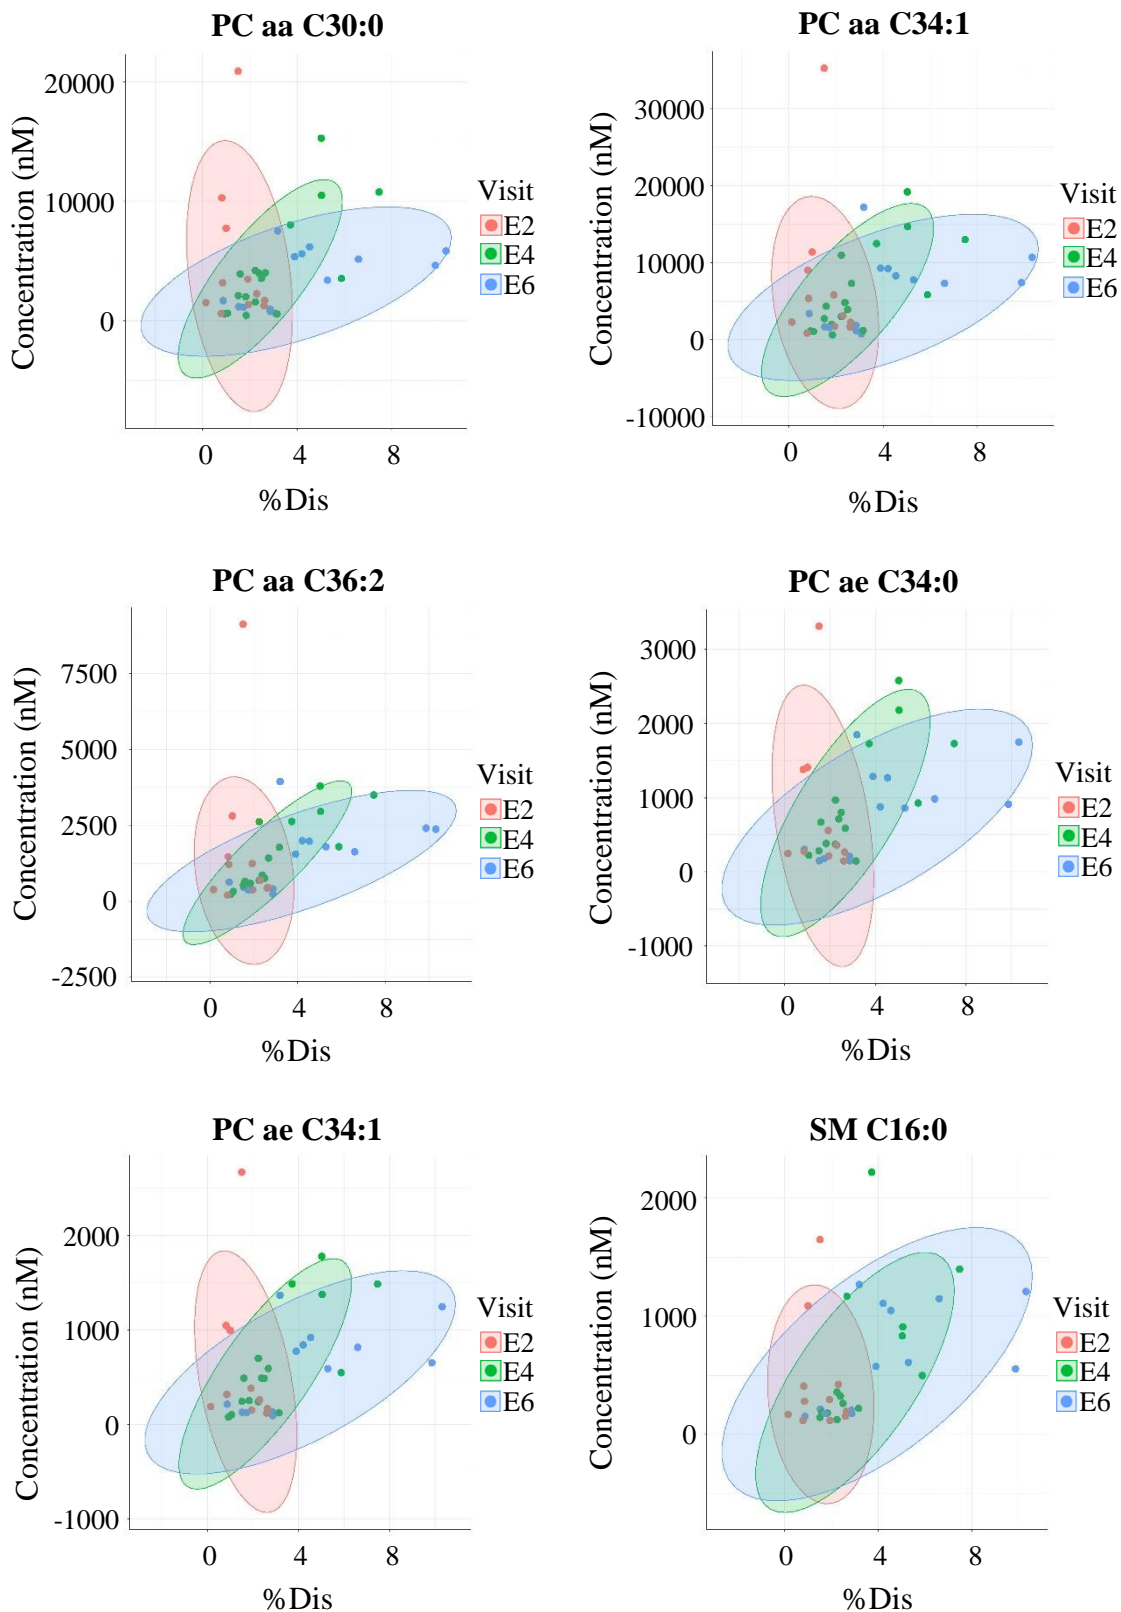 PC aa C30:0
Concentration (nM)
20000
10000
0
0 4 8
%Dis
Visit
E2
E4
E6
PC aa C34:1
Concentration (nM)
30000
20000
10000
0
-10000
0 4 8
%Dis
Visit
E2
E4
E6
PC aa C36:2
Concentration (nM)
7500
5000
2500
0
-2500
0 4 8
%Dis
Visit
E2
E4
E6
PC ae C34:0
Concentration (nM)
3000
2000
1000
0
-1000
0 4 8
%Dis
Visit
E2
E4
E6
PC ae C34:1
Concentration (nM)
2000
1000
0
-1000
0 4 8
%Dis
Visit
E2
E4
E6
SM C16:0
Concentration (nM)
2000
1000
0
0 4 8
%Dis
Visit
E2
E4
E6